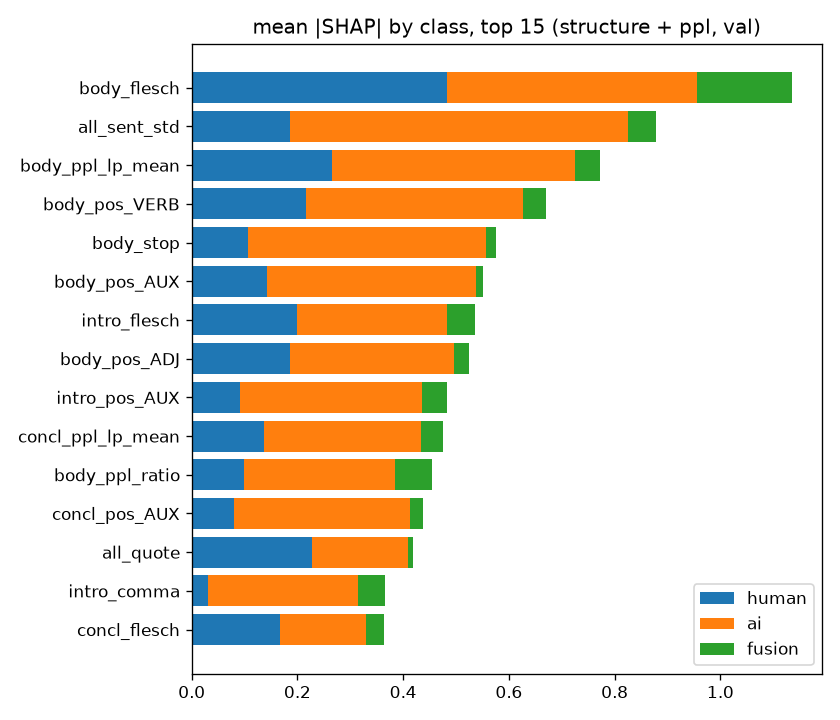 mean |SHAP| by class, top 15 (structure + ppl, val)
body_flesch
all_sent_std
body_ppl_lp_mean
body_pos_VERB
body_stop
body_pos_AUX
intro_flesch
body_pos_ADJ
intro_pos_AUX
concl_ppl_lp_mean
body_ppl_ratio
concl_pos_AUX
all_quote
intro_comma
concl_flesch
human
ai
fusion
0.0 0.2 0.4 0.6 0.8 1.0